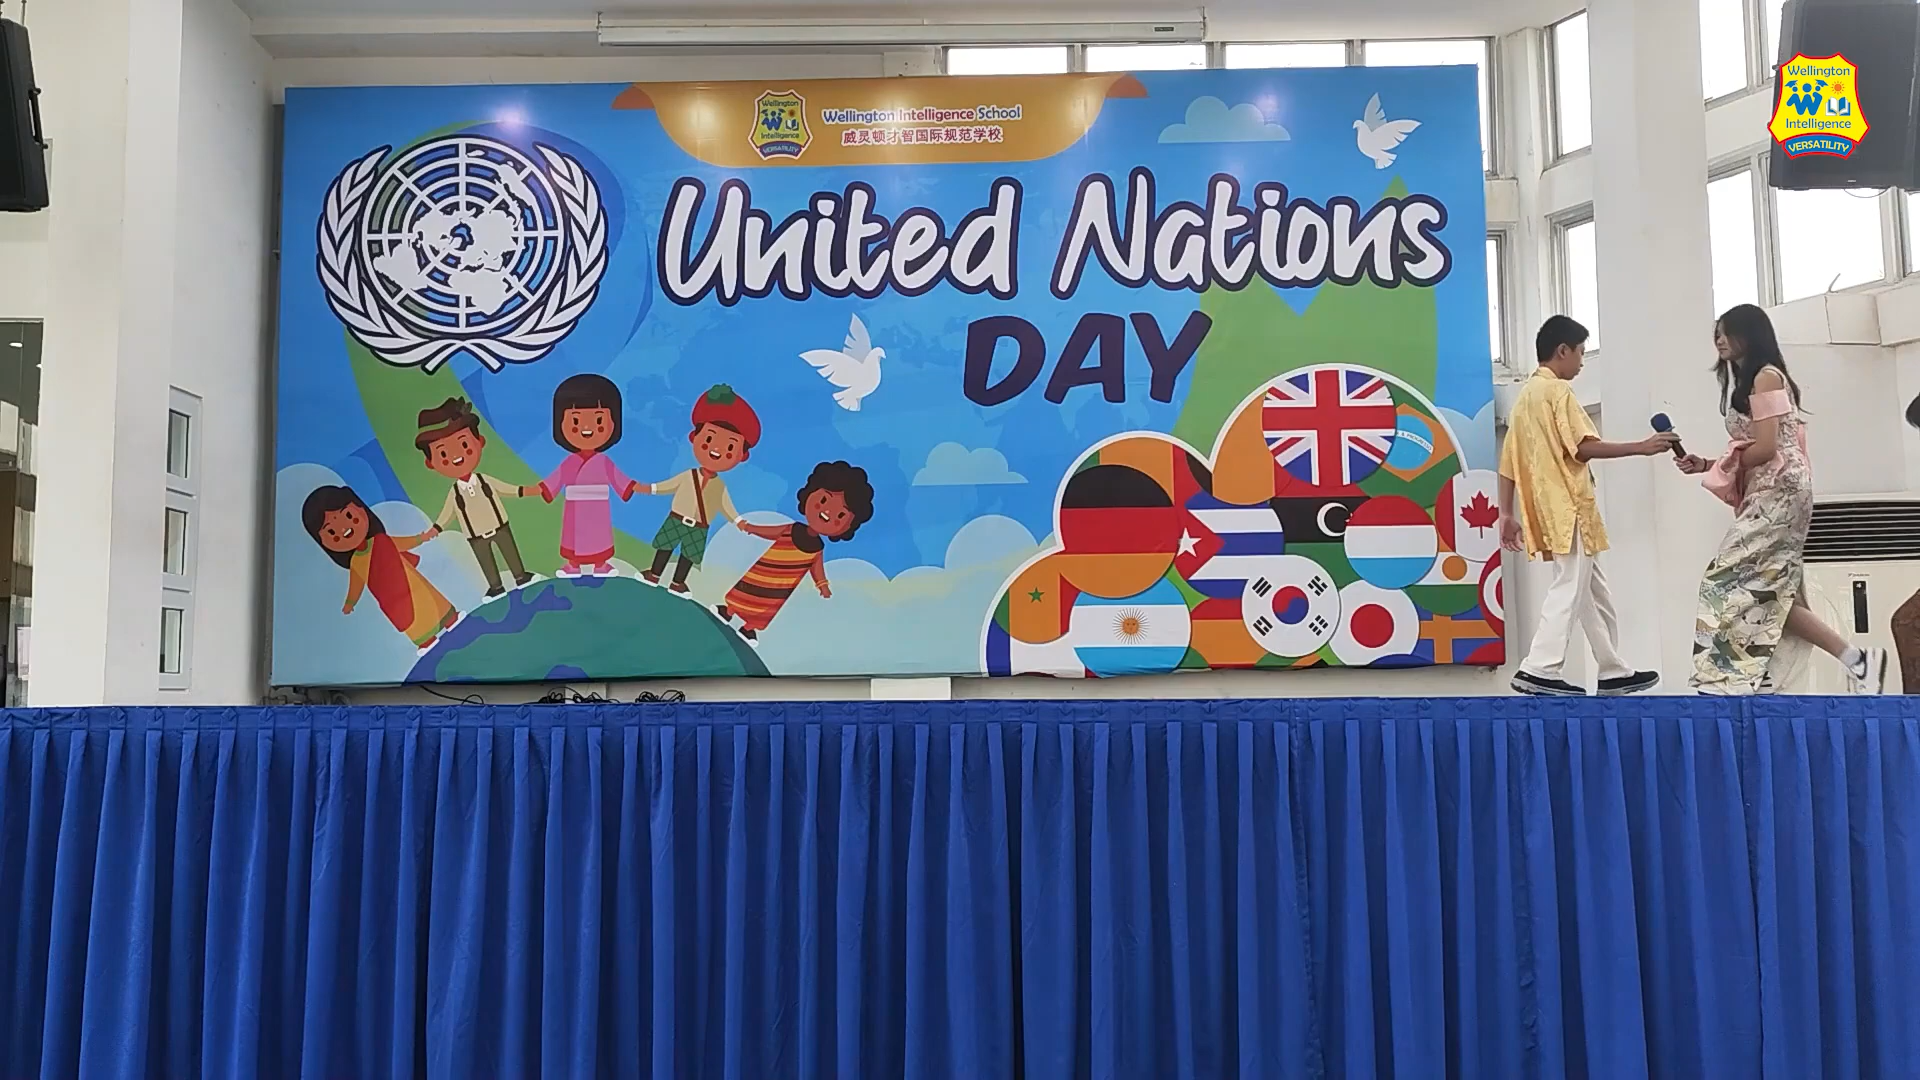 Wellington
Intelligence
VERSATILITY
Wellington Intelligence School
威灵顿才智国际规范学校
United Nations
DAY
Wellington
Intelligence
VERSATILITY